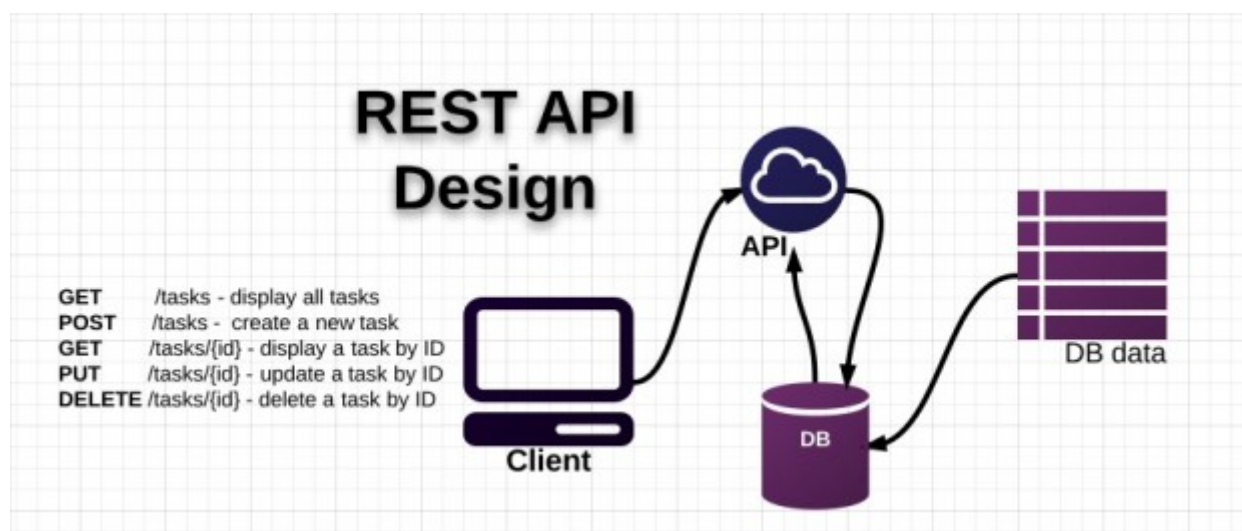 REST API
Design
GET /tasks - display all tasks
POST /tasks - create a new task
GET /tasks/{id} - display a task by ID
PUT /tasks/{id} - update a task by ID
DELETE /tasks/{id} - delete a task by ID
Client
API
DB
DB data